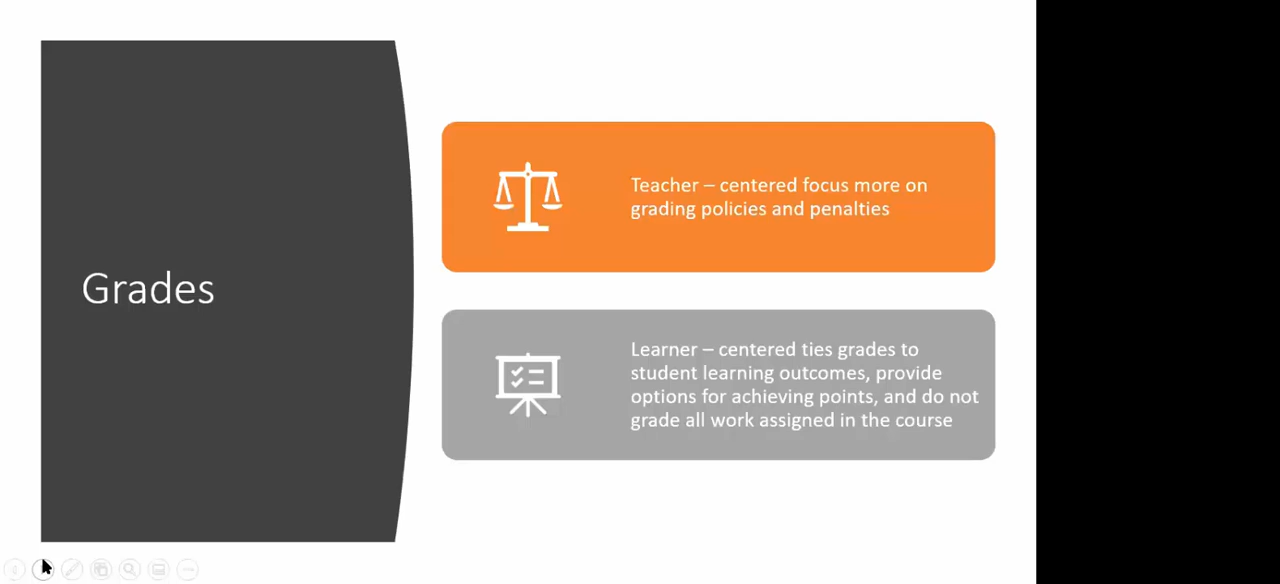 Grades
Teacher – centered focus more on
grading policies and penalties
Learner – centered ties grades to
student learning outcomes, provide
options for achieving points, and do not
grade all work assigned in the course